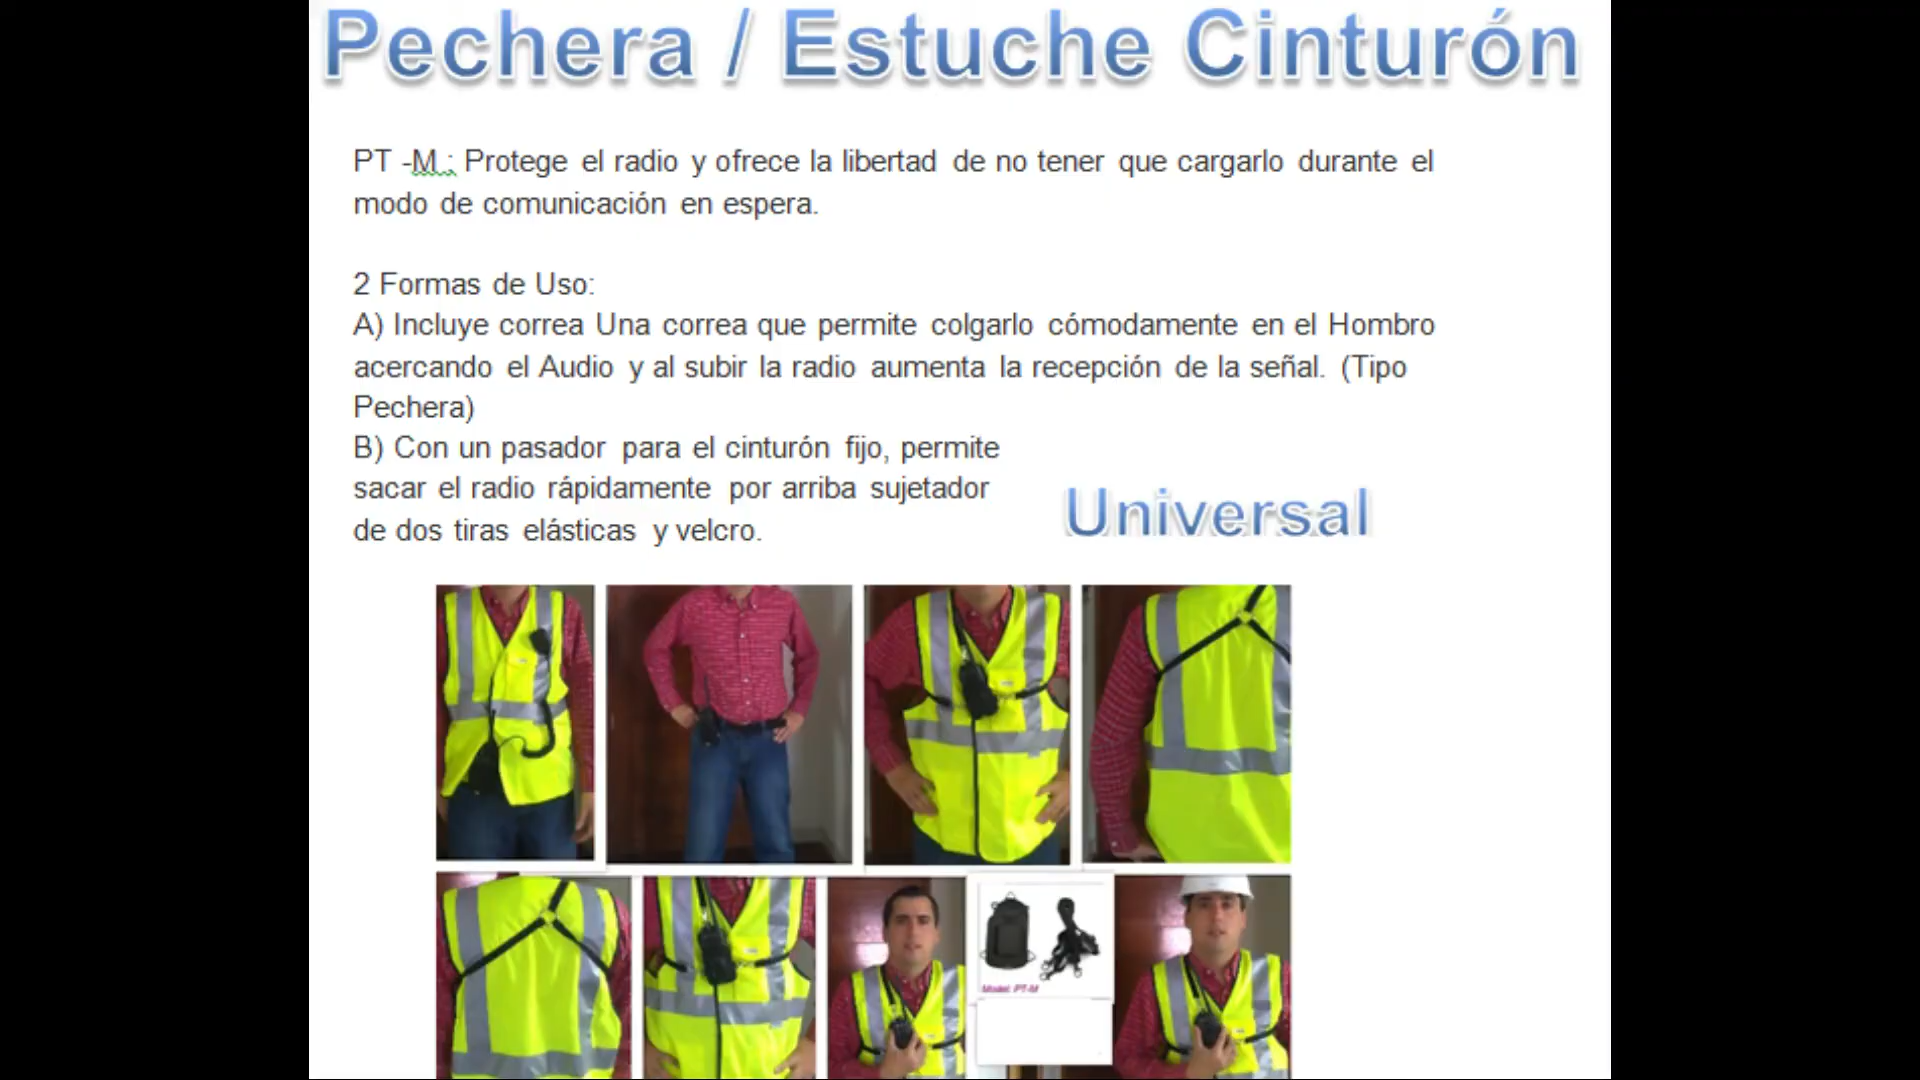 Pechera / Estuche Cinturón
PT -M.: Protege el radio y ofrece la libertad de no tener que cargarlo durante el
modo de comunicación en espera.
2 Formas de Uso:
A) Incluye correa Una correa que permite colgarlo cómodamente en el Hombro
acercando el Audio y al subir la radio aumenta la recepción de la señal. (Tipo
Pechera)
B) Con un pasador para el cinturón fijo, permite
sacar el radio rápidamente por arriba sujetador
de dos tiras elásticas y velcro.
Universal
Model: PT-M